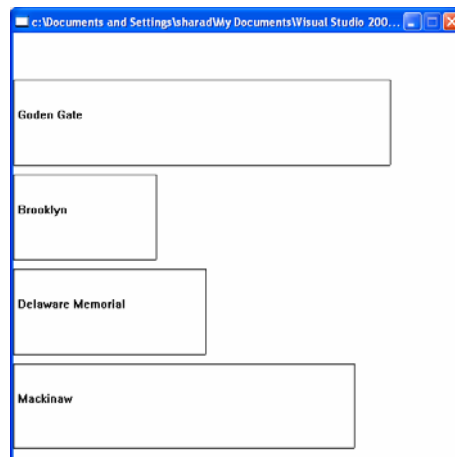 c:\Documents and Settings\sharad\My Documents\Visual Studio 200...
Goden Gate
Brooklyn
Delaware Memorial
Mackinaw